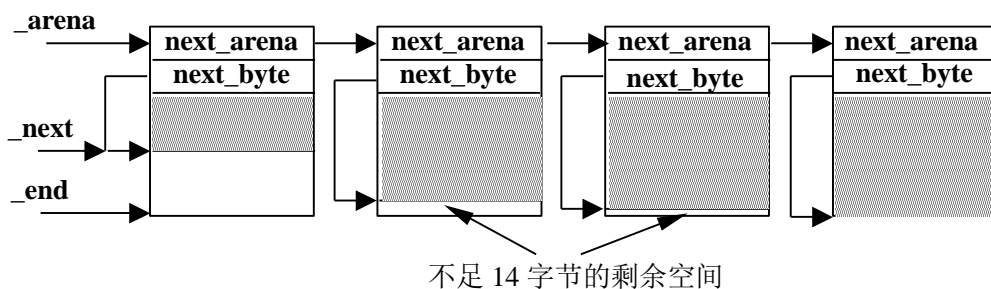 _arena
next_arena next_arena next_arena next_arena
next_byte next_byte next_byte next_byte
_next
_end
不足 14 字节的剩余空间